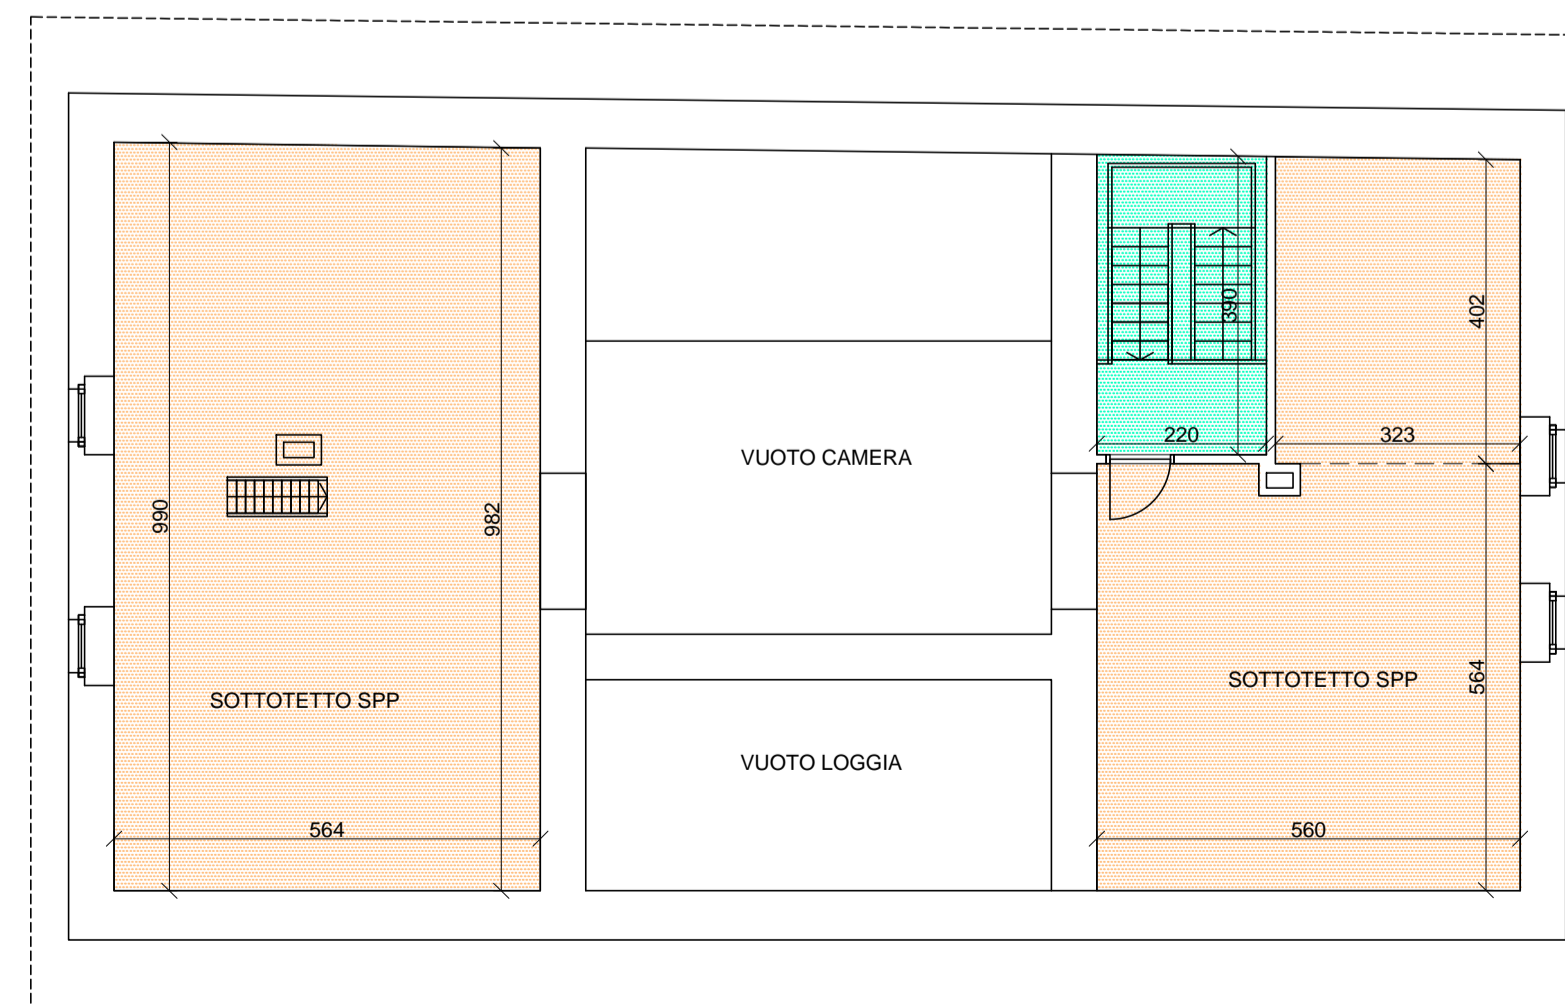 390
402
220
323
VUOTO CAMERA
990
982
SOTTOTETTO SPP
SOTTOTETTO SPP
564
VUOTO LOGGIA
564
560